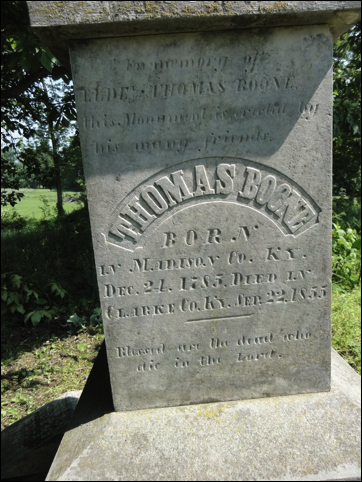 In memory of
ELDER THOMAS BOONE,
this Monument is erected by
his many friends.
THOMAS BOONE
BORN
IN MADISON CO. KY.
DEC. 24. 1785. DIED IN
CLARKE CO. KY. SEP. 22. 1855
Blessed are the dead who
die in the Lord.